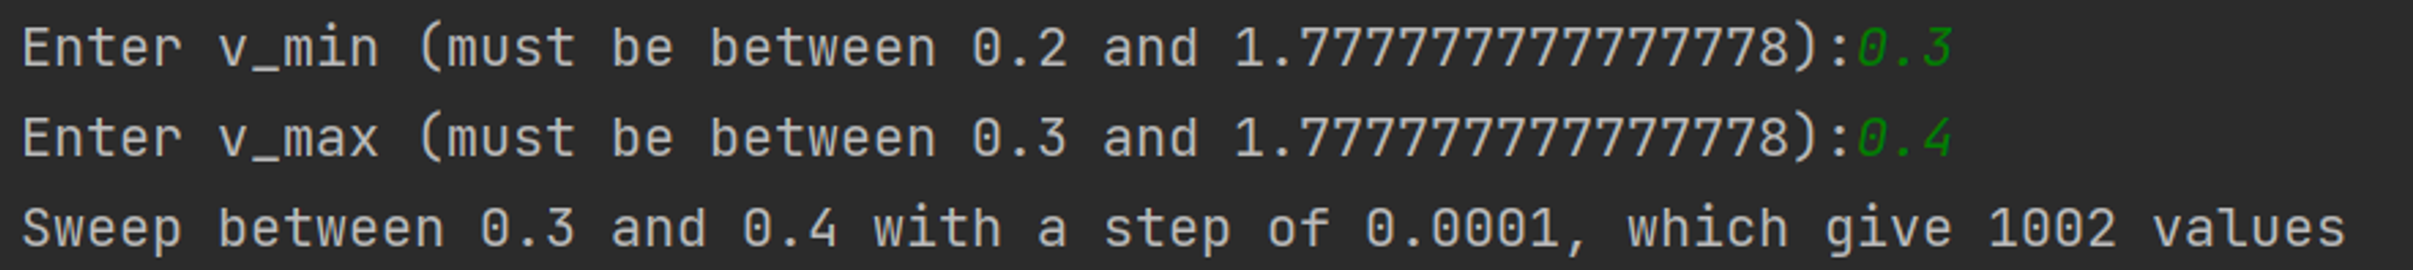 Enter v_min (must be between 0.2 and 1.7777777777777778):0.3
Enter v_max (must be between 0.3 and 1.7777777777777778):0.4
Sweep between 0.3 and 0.4 with a step of 0.0001, which give 1002 values